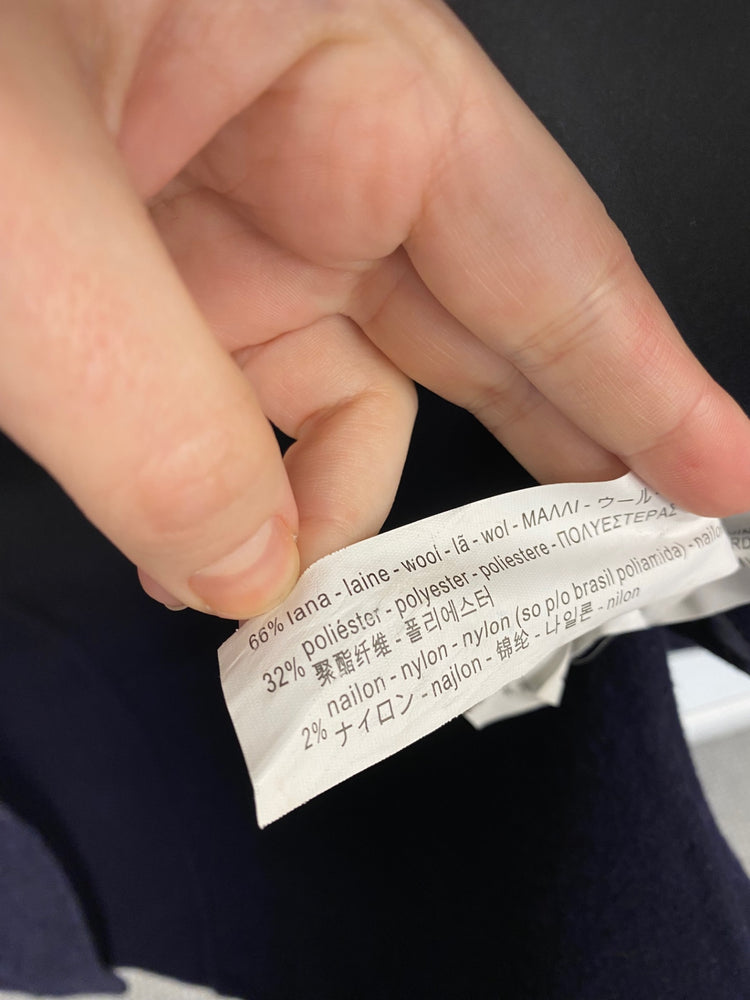 66% lana - laine - wool - lã - wol - ΜΑΛΛΙ - ウール -
32% poliéster - polyester - poliestere - ΠΟΛΥΕΣΤΕΡΑΣ
聚酯纤维 - 폴리에스터
2% nailon - nylon - nylon (so p/o brasil poliamida) - nailo
ナイロン - najlon - 锦纶 - 나일론 - nilon